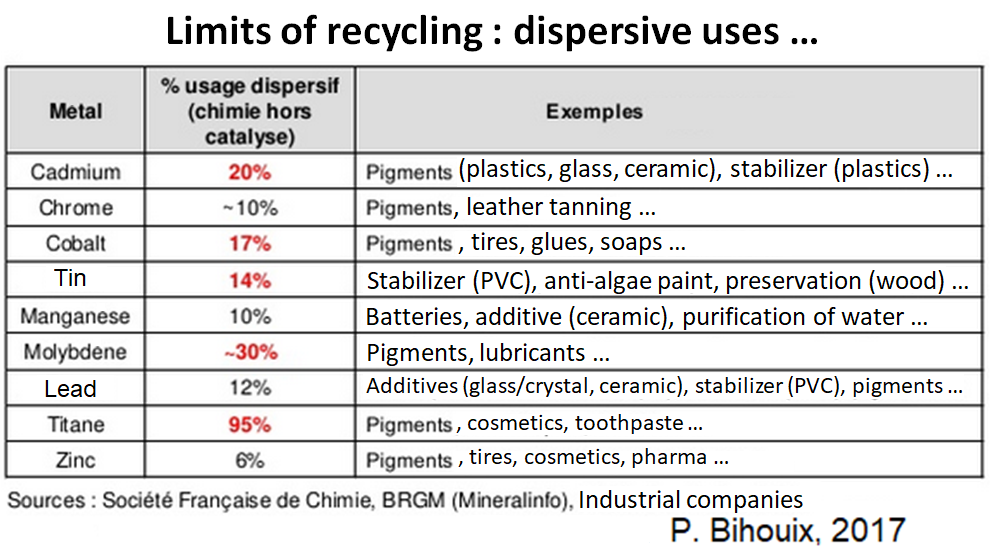 Limits of recycling : dispersive uses ...
Metal
% usage dispersif
(chimie hors
catalyse)
Exemples
Cadmium 20% Pigments (plastics, glass, ceramic), stabilizer (plastics) ...
Chrome ~10% Pigments, leather tanning ...
Cobalt 17% Pigments , tires, glues, soaps ...
Tin 14% Stabilizer (PVC), anti-algae paint, preservation (wood) ...
Manganese 10% Batteries, additive (ceramic), purification of water ...
Molybdene ~30% Pigments, lubricants ...
Lead 12% Additives (glass/crystal, ceramic), stabilizer (PVC), pigments ...
Titane 95% Pigments , cosmetics, toothpaste ...
Zinc 6% Pigments , tires, cosmetics, pharma ...
Sources : Société Française de Chimie, BRGM (Mineralinfo), Industrial companies
P. Bihouix, 2017